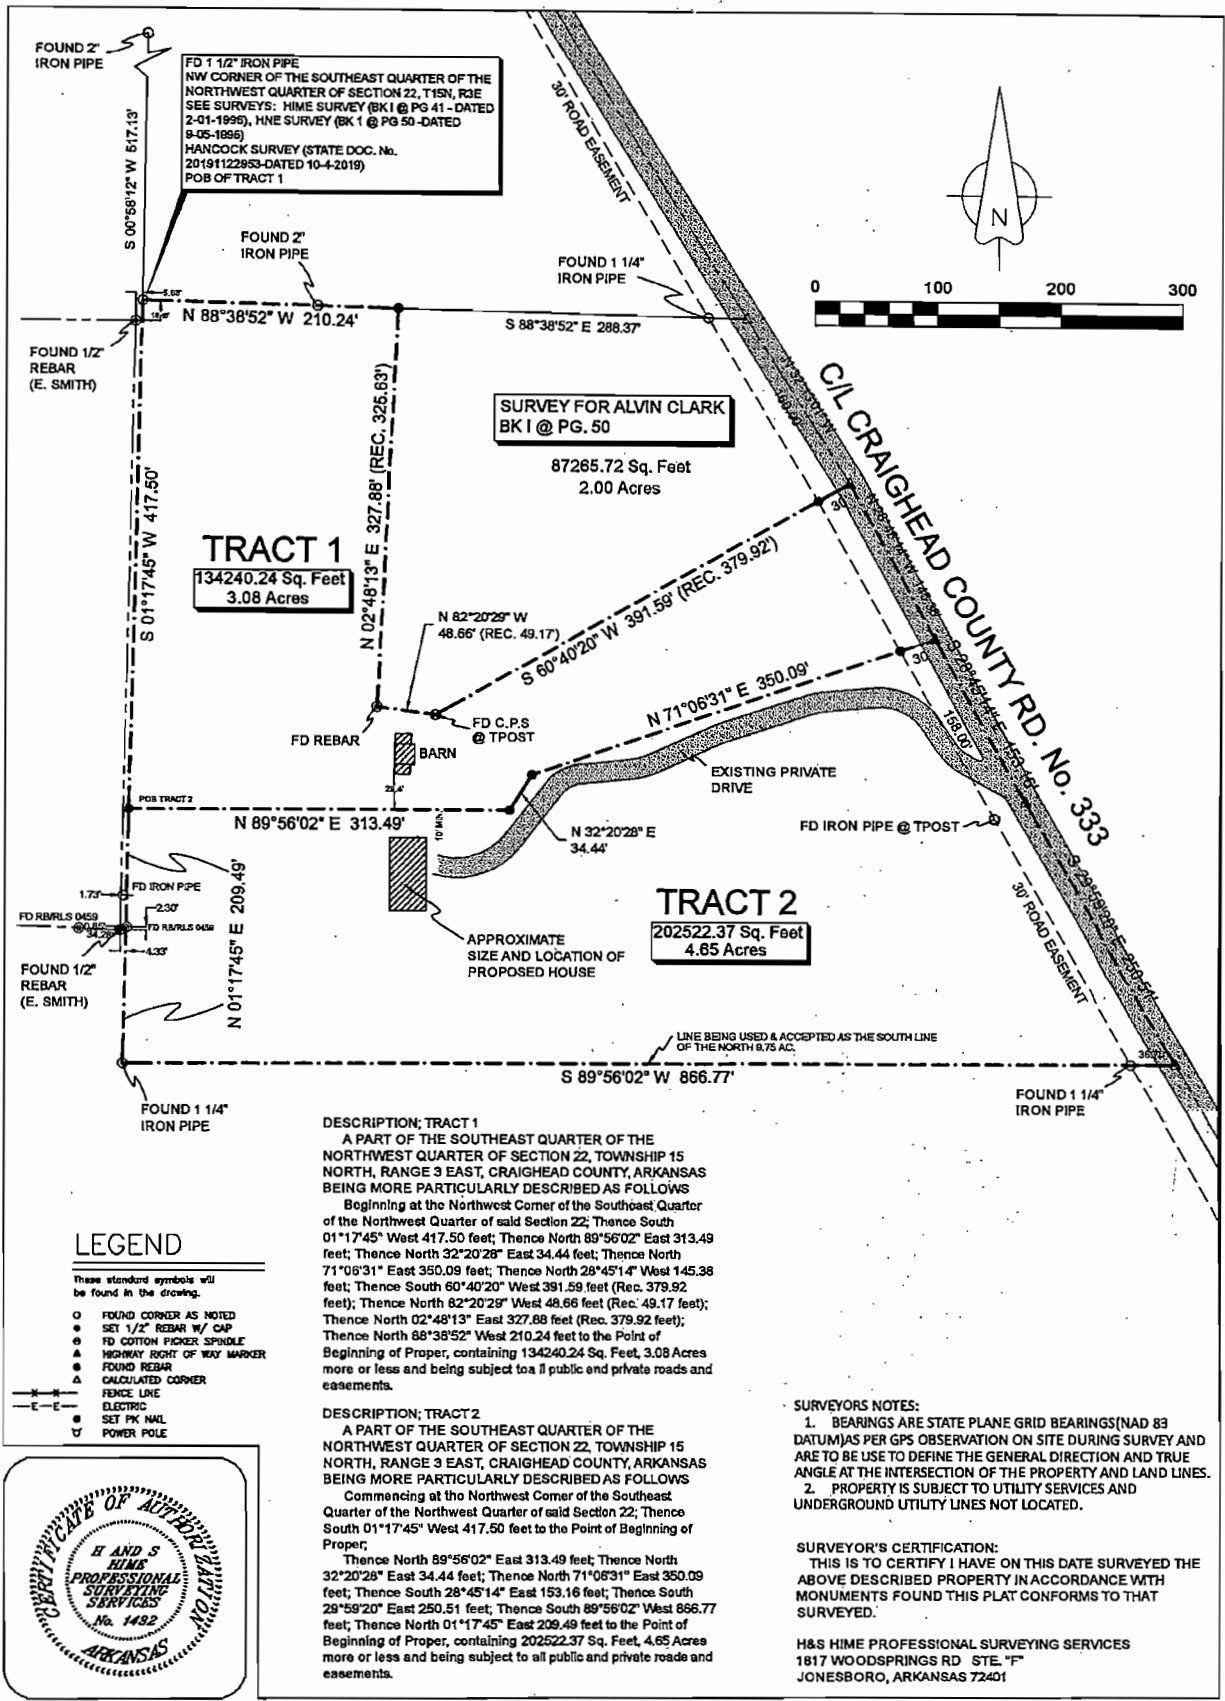 FOUND 2"
IRON PIPE
FD 1 1/2" IRON PIPE
NW CORNER OF THE SOUTHEAST QUARTER OF THE
NORTHWEST QUARTER OF SECTION 22, T15N, R3E
SEE SURVEYS: HIME SURVEY (BK I @ PG 41 - DATED
2-01-1996), HNE SURVEY (BK 1 @ PG 50 -DATED
9-05-1996)
HANCOCK SURVEY (STATE DOC. No.
20191122953-DATED 10-4-2019)
POB OF TRACT 1
S 00°58'12" W 517.13'
30' ROAD EASEMENT
N
FOUND 2"
IRON PIPE
FOUND 1 1/4"
IRON PIPE
0 100 200 300
5.63'
N 88°38'52" W 210.24'
S 88°38'52" E 288.37'
FOUND 1/2"
REBAR
(E. SMITH)
SURVEY FOR ALVIN CLARK
BK I @ PG. 50
87265.72 Sq. Feet
2.00 Acres
C/L CRAIGHEAD COUNTY RD. No. 333
N 02°48'13" E 327.88' (REC. 325.63')
S 01°17'45" W 417.50'
30'
TRACT 1
134240.24 Sq. Feet
3.08 Acres
N 82°20'29" W
48.66' (REC. 49.17')
S 60°40'20" W 391.59' (REC. 379.92')
30'
S 28°45'14" E 153.16'
N 71°06'31" E 350.09'
158.00'
FD REBAR
FD C.P.S
@ TPOST
BARN
EXISTING PRIVATE
DRIVE
POB TRACT 2
N 89°56'02" E 313.49'
10' MIN.
N 32°20'28" E
34.44'
FD IRON PIPE @ TPOST
S 29°59'20" E 250.51'
N 01°17'45" E 209.49'
1.73'
FD IRON PIPE
2.30'
FD RB/RLS 0459
FD RB/RLS 0459
4.33'
FOUND 1/2"
REBAR
(E. SMITH)
TRACT 2
202522.37 Sq. Feet
4.65 Acres
APPROXIMATE
SIZE AND LOCATION OF
PROPOSED HOUSE
30' ROAD EASEMENT
LINE BEING USED & ACCEPTED AS THE SOUTH LINE
OF THE NORTH 9.75 AC.
S 89°56'02" W 866.77'
FOUND 1 1/4"
IRON PIPE
FOUND 1 1/4"
IRON PIPE
DESCRIPTION; TRACT 1
A PART OF THE SOUTHEAST QUARTER OF THE
NORTHWEST QUARTER OF SECTION 22, TOWNSHIP 15
NORTH, RANGE 3 EAST, CRAIGHEAD COUNTY, ARKANSAS
BEING MORE PARTICULARLY DESCRIBED AS FOLLOWS
Beginning at the Northwest Corner of the Southeast Quarter
of the Northwest Quarter of said Section 22; Thence South
01°17'45" West 417.50 feet; Thence North 89°56'02" East 313.49
feet; Thence North 32°20'28" East 34.44 feet; Thence North
71°06'31" East 350.09 feet; Thence North 28°45'14" West 145.38
feet; Thence South 60°40'20" West 391.59 feet (Rec. 379.92
feet); Thence North 82°20'29" West 48.66 feet (Rec. 49.17 feet);
Thence North 02°48'13" East 327.88 feet (Rec. 379.92 feet);
Thence North 88°38'52" West 210.24 feet to the Point of
Beginning of Proper, containing 134240.24 Sq. Feet, 3.08 Acres
more or less and being subject toa ll public and private roads and
easements.
DESCRIPTION; TRACT 2
A PART OF THE SOUTHEAST QUARTER OF THE
NORTHWEST QUARTER OF SECTION 22, TOWNSHIP 15
NORTH, RANGE 3 EAST, CRAIGHEAD COUNTY, ARKANSAS
BEING MORE PARTICULARLY DESCRIBED AS FOLLOWS
Commencing at the Northwest Corner of the Southeast
Quarter of the Northwest Quarter of said Section 22; Thence
South 01°17'45" West 417.50 feet to the Point of Beginning of
Proper;
Thence North 89°56'02" East 313.49 feet; Thence North
32°20'28" East 34.44 feet; Thence North 71°06'31" East 350.09
feet; Thence South 28°45'14" East 153.16 feet; Thence South
29°59'20" East 250.51 feet; Thence South 89°56'02" West 866.77
feet; Thence North 01°17'45" East 209.49 feet to the Point of
Beginning of Proper, containing 202522.37 Sq. Feet, 4.65 Acres
more or less and being subject to all public and private roads and
easements.
LEGEND
These standard symbols will
be found in the drawing.
FOUND CORNER AS NOTED
SET 1/2" REBAR W/ CAP
FD COTTON PICKER SPINDLE
HIGHWAY RIGHT OF WAY MARKER
FOUND REBAR
CALCULATED CORNER
FENCE LINE
E E ELECTRIC
SET PK NAIL
POWER POLE
CERTIFICATE OF AUTHORIZATION
H AND S
HIME
PROFESSIONAL
SURVEYING
SERVICES
No. 1492
ARKANSAS
SURVEYORS NOTES:
1. BEARINGS ARE STATE PLANE GRID BEARINGS(NAD 83
DATUM)AS PER GPS OBSERVATION ON SITE DURING SURVEY AND
ARE TO BE USE TO DEFINE THE GENERAL DIRECTION AND TRUE
ANGLE AT THE INTERSECTION OF THE PROPERTY AND LAND LINES.
2. PROPERTY IS SUBJECT TO UTILITY SERVICES AND
UNDERGROUND UTILITY LINES NOT LOCATED.
SURVEYOR'S CERTIFICATION:
THIS IS TO CERTIFY I HAVE ON THIS DATE SURVEYED THE
ABOVE DESCRIBED PROPERTY IN ACCORDANCE WITH
MONUMENTS FOUND THIS PLAT CONFORMS TO THAT
SURVEYED.
H&S HIME PROFESSIONAL SURVEYING SERVICES
1817 WOODSPRINGS RD STE. "F"
JONESBORO, ARKANSAS 72401